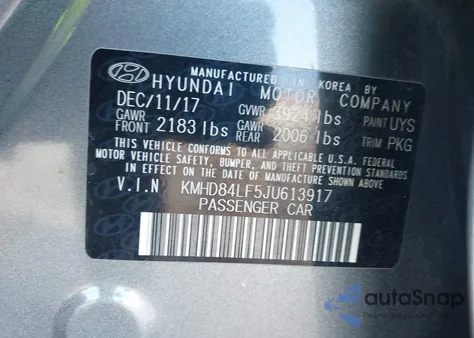 MANUFACTURED IN KOREA BY
HYUNDAI MOTOR COMPANY
DEC/11/17 GVWR 3924 lbs PAINT UYS
GAWR FRONT 2183 lbs GAWR REAR 2006 lbs TRIM PKG
THIS VEHICLE CONFORMS TO ALL APPLICABLE U.S.A. FEDERAL
MOTOR VEHICLE SAFETY, BUMPER, AND THEFT PREVENTION STANDARDS
IN EFFECT ON THE DATE OF MANUFACTURE SHOWN ABOVE.
V.I.N KMHD84LF5JU613917
PASSENGER CAR
autoSnap